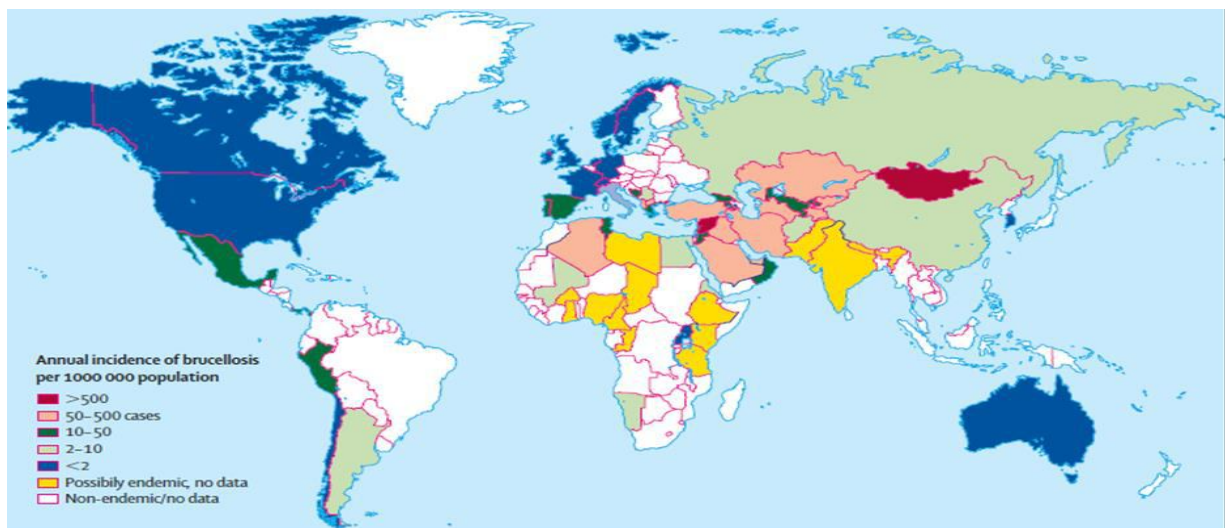 Annual incidence of brucellosis
per 1000 000 population
>500
50–500 cases
10–50
2–10
<2
Possibily endemic, no data
Non-endemic/no data